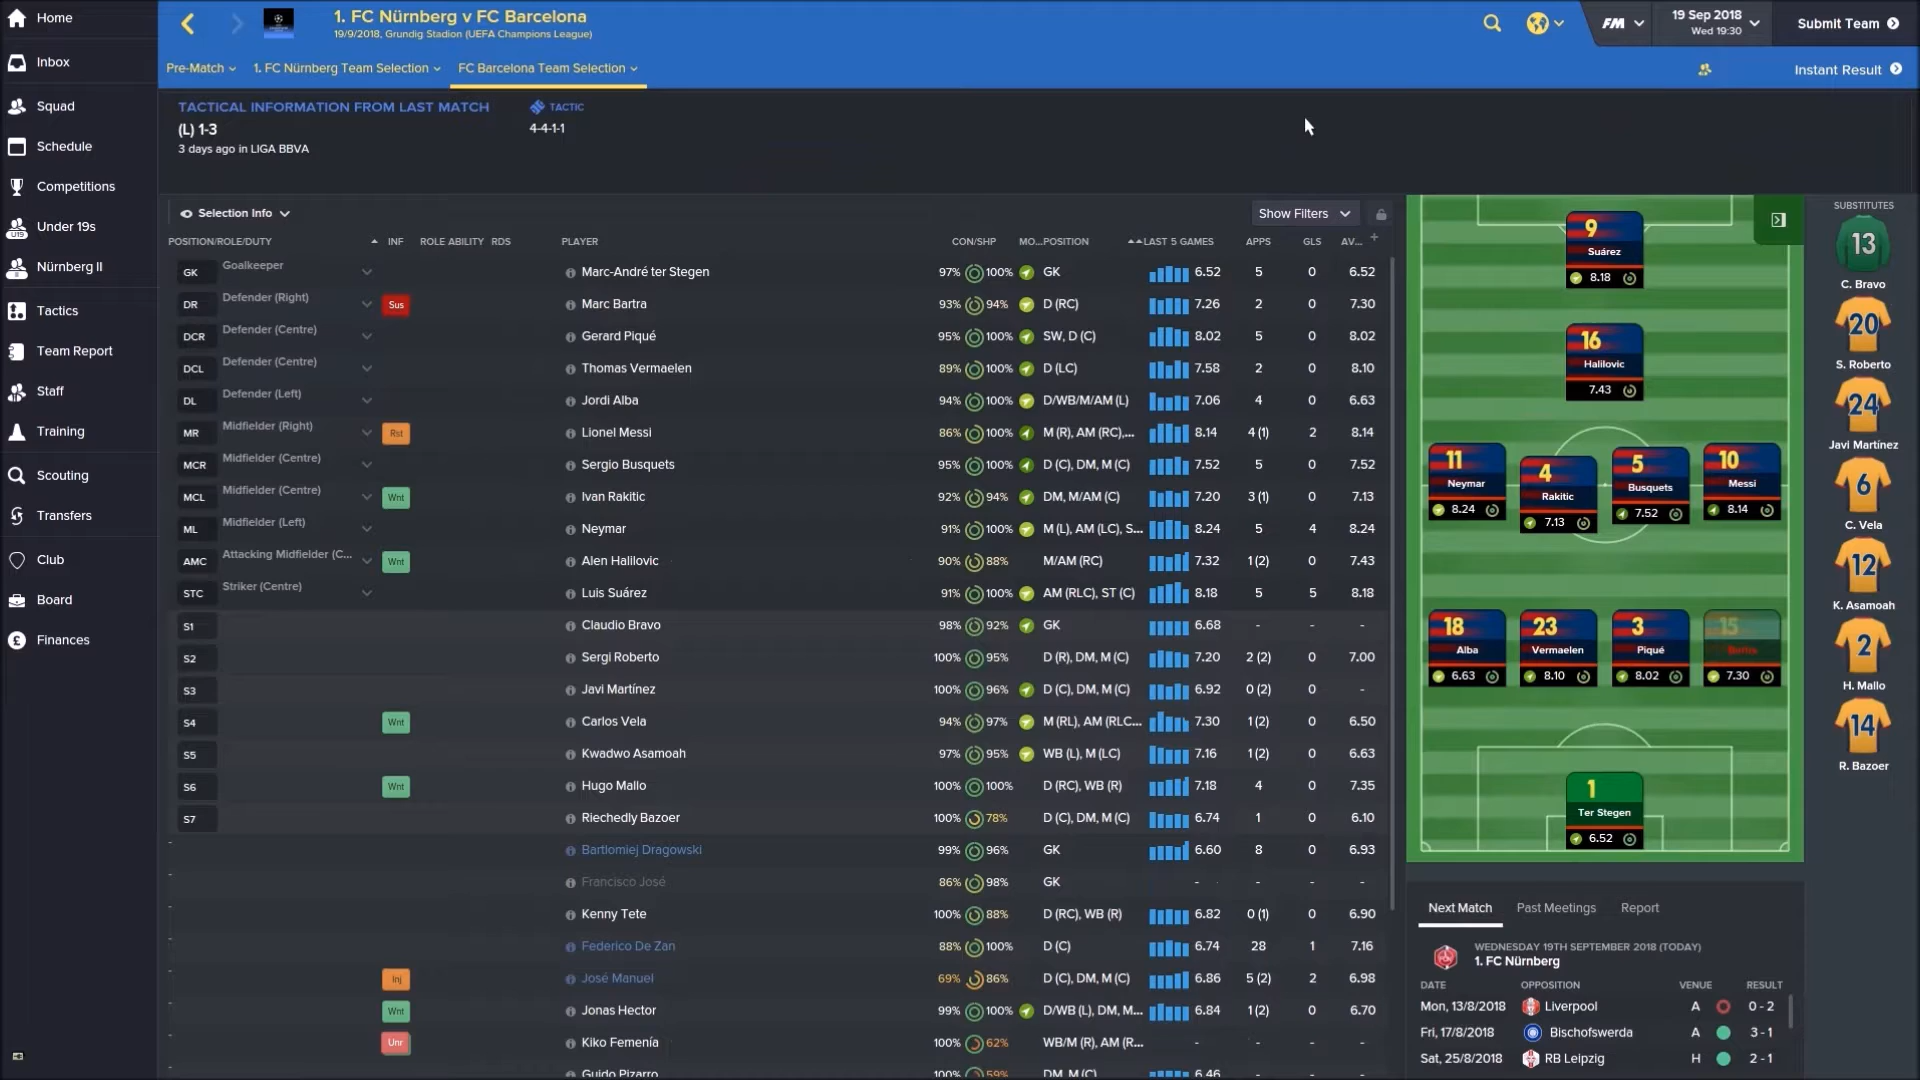 Home
Inbox
Squad
Schedule
Competitions
Under 19s
Nürnberg II
Tactics
Team Report
Staff
Training
Scouting
Transfers
Club
Board
Finances
1. FC Nürnberg v FC Barcelona
19/9/2018, Grundig Stadion (UEFA Champions League)
FM
19 Sep 2018
Wed 19:30
Submit Team
Pre-Match
1. FC Nürnberg Team Selection
FC Barcelona Team Selection
Instant Result
TACTICAL INFORMATION FROM LAST MATCH
(L) 1-3
3 days ago in LIGA BBVA
TACTIC
4-4-1-1
Selection Info
Show Filters
POSITION/ROLE/DUTY INF ROLE ABILITY RDS PLAYER CON/SHP MO... POSITION LAST 5 GAMES APPS GLS AV...
GK Goalkeeper Marc-André ter Stegen 97% 100% GK 6.52 5 0 6.52
DR Defender (Right) Sus Marc Bartra 93% 94% D (RC) 7.26 2 0 7.30
DCR Defender (Centre) Gerard Piqué 95% 100% SW, D (C) 8.02 5 0 8.02
DCL Defender (Centre) Thomas Vermaelen 89% 100% D (LC) 7.58 2 0 8.10
DL Defender (Left) Jordi Alba 94% 100% D/WB/M/AM (L) 7.06 4 0 6.63
MR Midfielder (Right) Rst Lionel Messi 86% 100% M (R), AM (RC),... 8.14 4 (1) 2 8.14
MCR Midfielder (Centre) Sergio Busquets 95% 100% D (C), DM, M (C) 7.52 5 0 7.52
MCL Midfielder (Centre) Wnt Ivan Rakitic 92% 94% DM, M/AM (C) 7.20 3 (1) 0 7.13
ML Midfielder (Left) Neymar 91% 100% M (L), AM (LC), S... 8.24 5 4 8.24
AMC Attacking Midfielder (C... Wnt Alen Halilovic 90% 88% M/AM (RC) 7.32 1 (2) 0 7.43
STC Striker (Centre) Luis Suárez 91% 100% AM (RLC), ST (C) 8.18 5 5 8.18
S1 Claudio Bravo 98% 92% GK 6.68 - - -
S2 Sergi Roberto 100% 95% D (R), DM, M (C) 7.20 2 (2) 0 7.00
S3 Javi Martínez 100% 96% D (C), DM, M (C) 6.92 0 (2) 0 -
S4 Wnt Carlos Vela 94% 97% M (RL), AM (RLC... 7.30 1 (2) 0 6.50
S5 Kwadwo Asamoah 97% 95% WB (L), M (LC) 7.16 1 (2) 0 6.63
S6 Wnt Hugo Mallo 100% 100% D (RC), WB (R) 7.18 4 0 7.35
S7 Riechedly Bazoer 100% 78% D (C), DM, M (C) 6.74 1 0 6.10
- Bartlomiej Dragowski 99% 96% GK 6.60 8 0 6.93
- Francisco José 86% 98% GK - - - -
- Kenny Tete 100% 88% D (RC), WB (R) 6.82 0 (1) 0 6.90
- Federico De Zan 88% 100% D (C) 6.74 28 1 7.16
- Inj José Manuel 69% 86% D (C), DM, M (C) 6.86 5 (2) 2 6.98
- Wnt Jonas Hector 99% 100% D/WB (L), DM, M... 6.84 1 (2) 0 6.70
- Unr Kiko Femenía 100% 62% WB/M (R), AM (R... - - - -
Guido Pizarro 100% 59% DM, M (C) 6.46 - - -
9
Suárez
8.18
16
Halilovic
7.43
11 4 5 10
Neymar Rakitic Busquets Messi
8.24 7.13 7.52 8.14
18 23 3 15
Alba Vermaelen Piqué Bartra
6.63 8.10 8.02 7.30
1
Ter Stegen
6.52
SUBSTITUTES
13
C. Bravo
20
S. Roberto
24
Javi Martínez
6
C. Vela
12
K. Asamoah
2
H. Mallo
14
R. Bazoer
Next Match Past Meetings Report
WEDNESDAY 19TH SEPTEMBER 2018 (TODAY)
1. FC Nürnberg
DATE OPPOSITION VENUE RESULT
Mon, 13/8/2018 Liverpool A 0 - 2
Fri, 17/8/2018 Bischofswerda A 3 - 1
Sat, 25/8/2018 RB Leipzig H 2 - 1